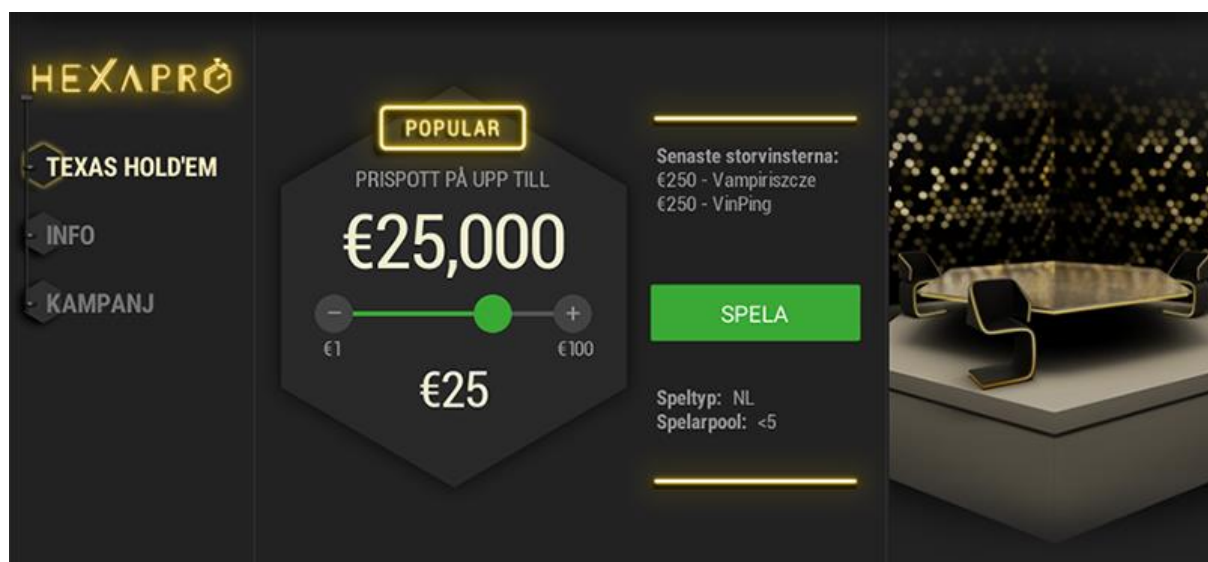 HEXAPRO
TEXAS HOLD'EM
INFO
KAMPANJ
POPULAR
PRISPOTT PÅ UPP TILL
€25,000
€1
€100
€25
Senaste storvinsterna:
€250 - Vampiriszcze
€250 - VinPing
SPELA
Speltyp: NL
Spelarpool: <5